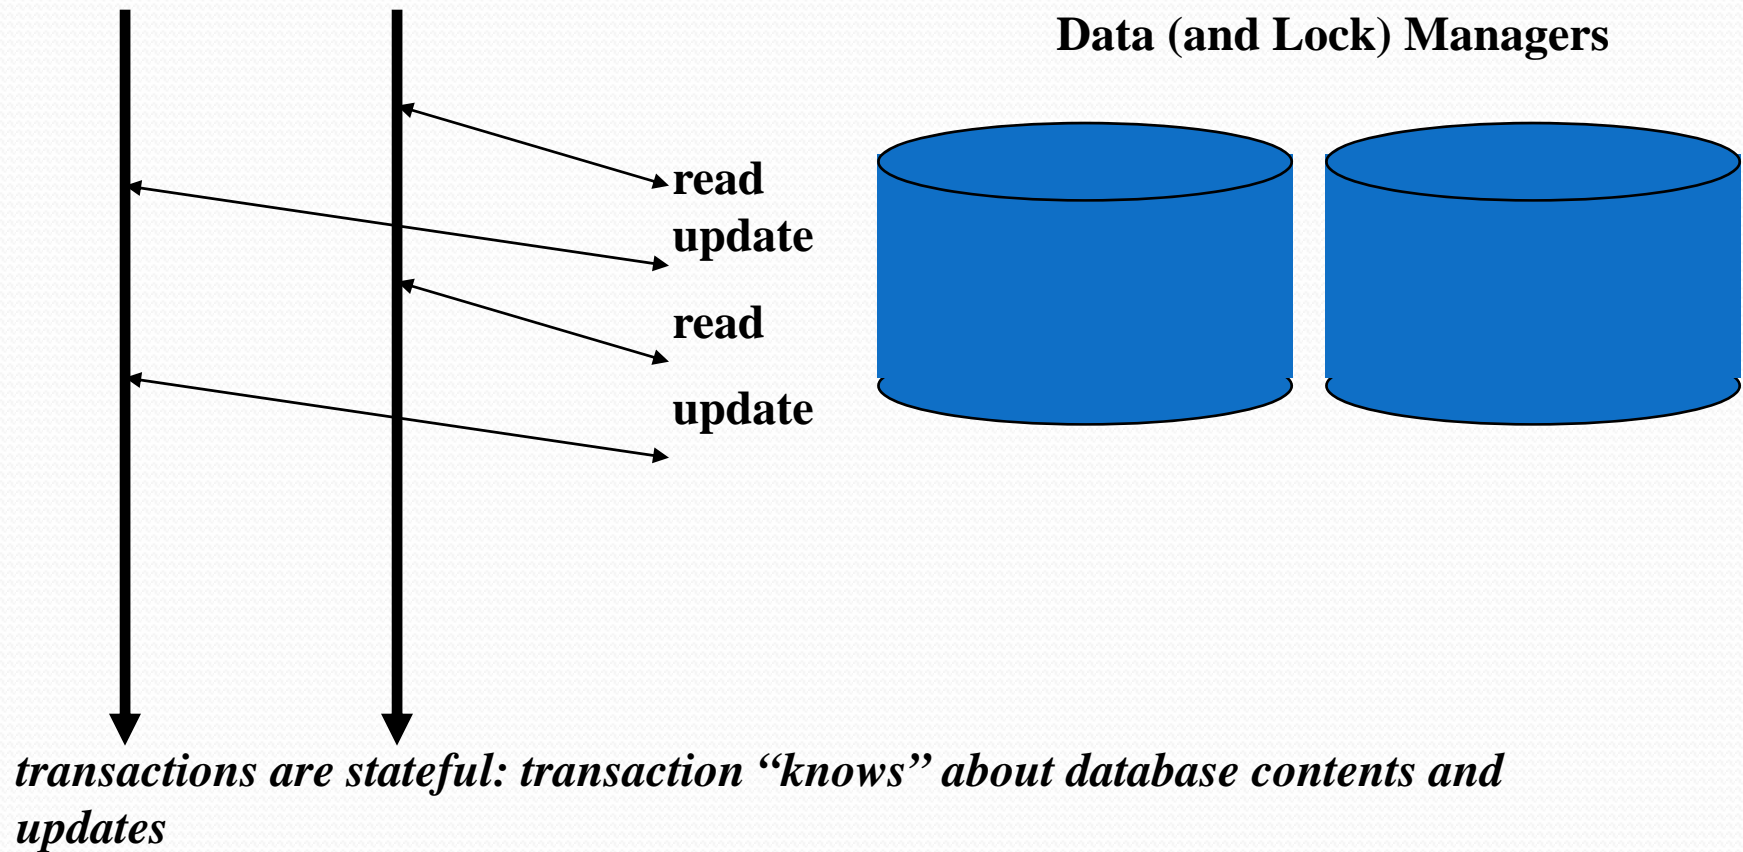 Data (and Lock) Managers
read
update
read
update
transactions are stateful: transaction “knows” about database contents and
updates